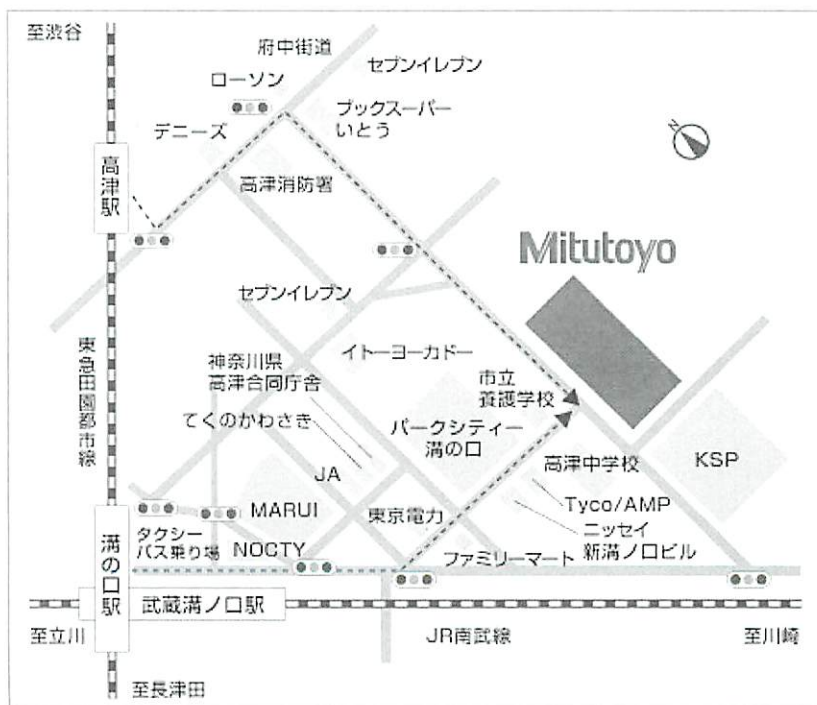 至渋谷
府中街道
セブンイレブン
ローソン
ブックスーパー
いとう
デニーズ
高津駅
高津消防署
N
Mitutoyo
セブンイレブン
イトーヨーカドー
東急田園都市線
神奈川県
高津合同庁舎
市立
養護学校
てくのかわさき
パークシティー
溝の口
高津中学校
KSP
JA
Tyco/AMP
MARUI
東京電力
ニッセイ
新溝ノ口ビル
タクシー
バス乗り場
NOCTY
ファミリーマート
溝の口駅
武蔵溝ノ口駅
至立川
JR南武線
至川崎
至長津田